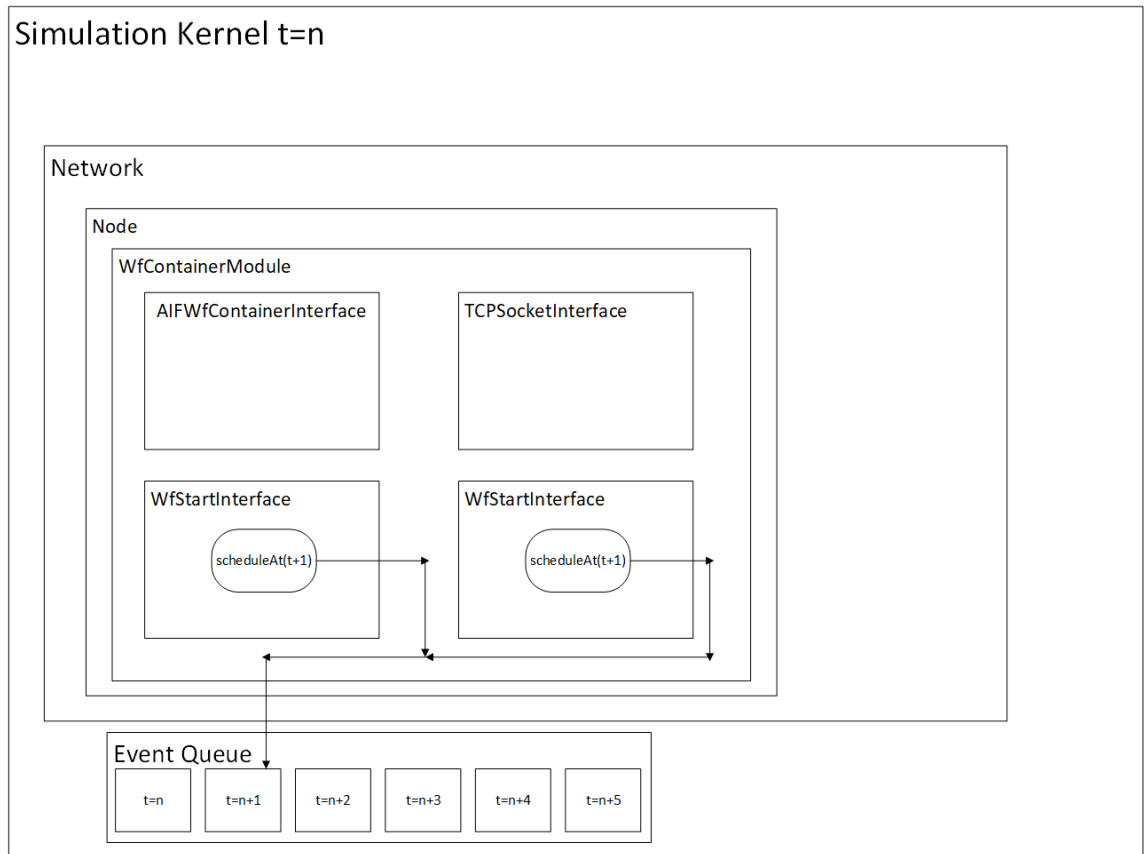 Simulation Kernel t=n
Network
Node
WfContainerModule
AIFWfContainerInterface
TCPSocketInterface
WfStartInterface
WfStartInterface
scheduleAt(t+1)
scheduleAt(t+1)
Event Queue
t=n
t=n+1
t=n+2
t=n+3
t=n+4
t=n+5